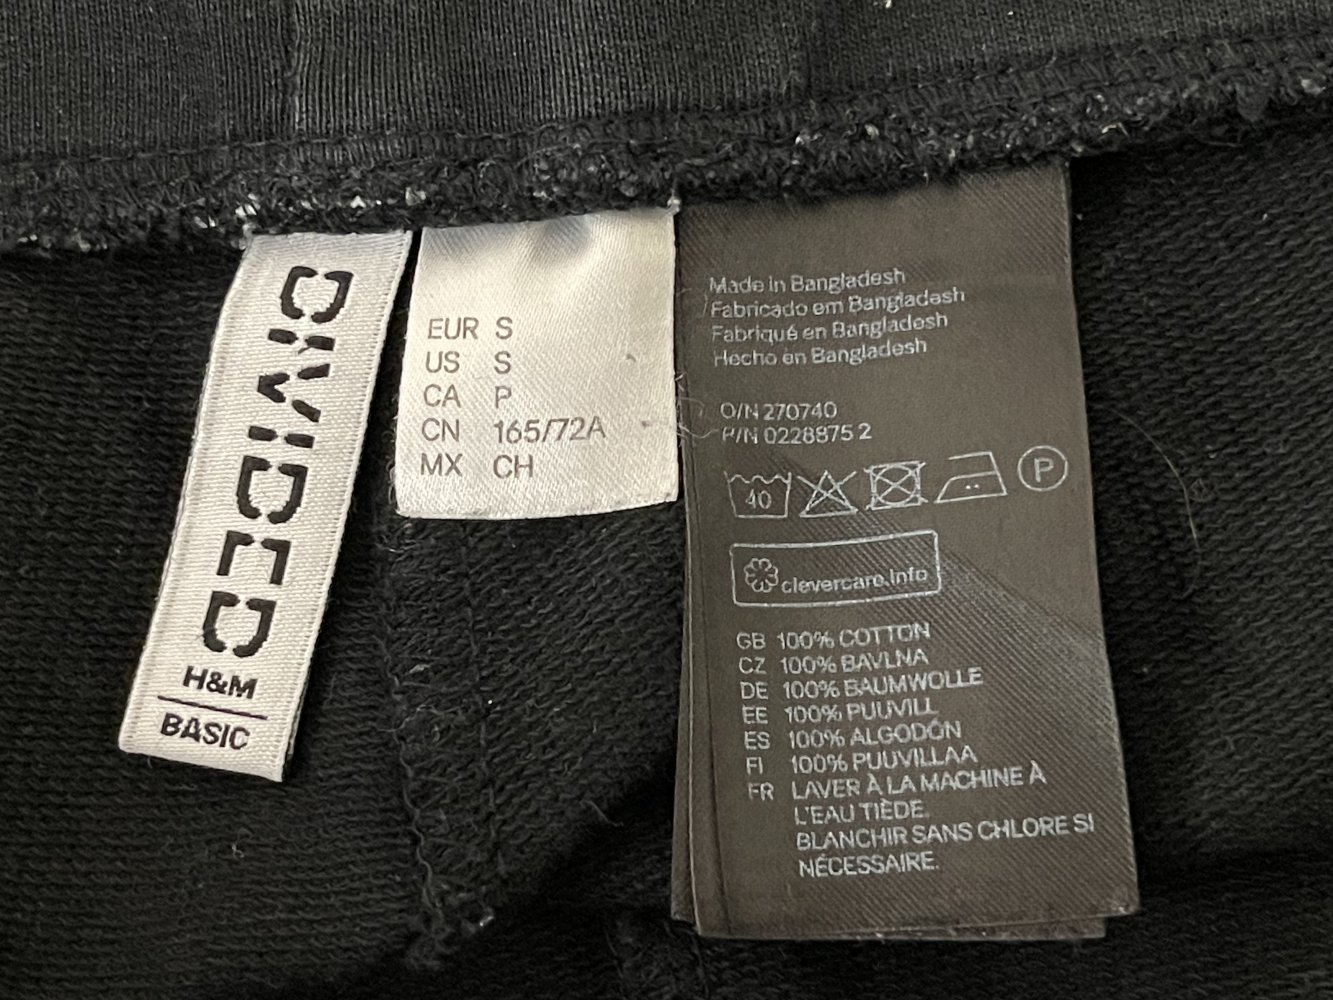 DIVIDED
H&M
BASIC
EUR S
US S
CA P
CN 165/72A
MX CH
Made in Bangladesh
Fabricado em Bangladesh
Fabriqué en Bangladesh
Hecho en Bangladesh
O/N 270740
P/N 0228875 2
40
P
clevercare.info
GB 100% COTTON
CZ 100% BAVLNA
DE 100% BAUMWOLLE
EE 100% PUUVILL
ES 100% ALGODÓN
FI 100% PUUVILLAA
FR LAVER À LA MACHINE À
L'EAU TIÈDE.
BLANCHIR SANS CHLORE SI
NÉCESSAIRE.